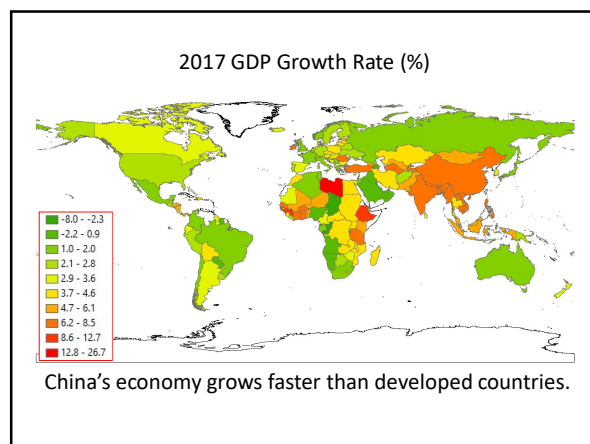 2017 GDP Growth Rate (%)
-8.0 - -2.3
-2.2 - 0.9
1.0 - 2.0
2.1 - 2.8
2.9 - 3.6
3.7 - 4.6
4.7 - 6.1
6.2 - 8.5
8.6 - 12.7
12.8 - 26.7
China’s economy grows faster than developed countries.